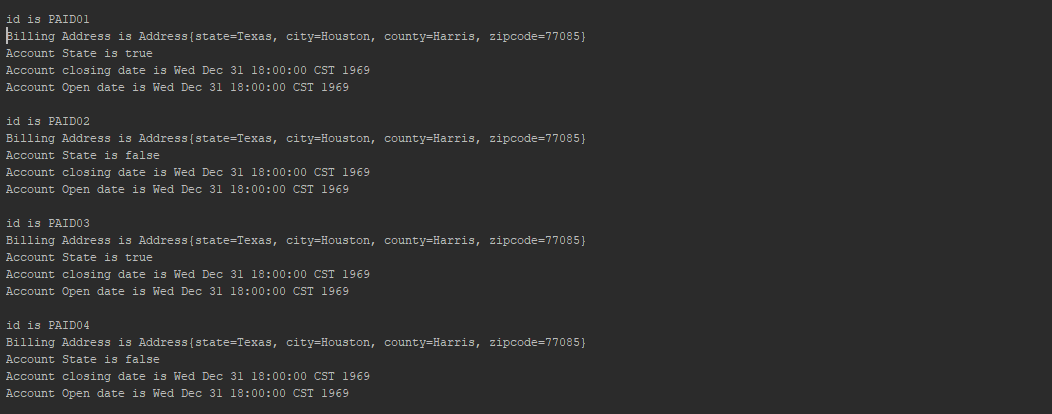 id is PAID01
Billing Address is Address{state=Texas, city=Houston, county=Harris, zipcode=77085}
Account State is true
Account closing date is Wed Dec 31 18:00:00 CST 1969
Account Open date is Wed Dec 31 18:00:00 CST 1969
id is PAID02
Billing Address is Address{state=Texas, city=Houston, county=Harris, zipcode=77085}
Account State is false
Account closing date is Wed Dec 31 18:00:00 CST 1969
Account Open date is Wed Dec 31 18:00:00 CST 1969
id is PAID03
Billing Address is Address{state=Texas, city=Houston, county=Harris, zipcode=77085}
Account State is true
Account closing date is Wed Dec 31 18:00:00 CST 1969
Account Open date is Wed Dec 31 18:00:00 CST 1969
id is PAID04
Billing Address is Address{state=Texas, city=Houston, county=Harris, zipcode=77085}
Account State is false
Account closing date is Wed Dec 31 18:00:00 CST 1969
Account Open date is Wed Dec 31 18:00:00 CST 1969